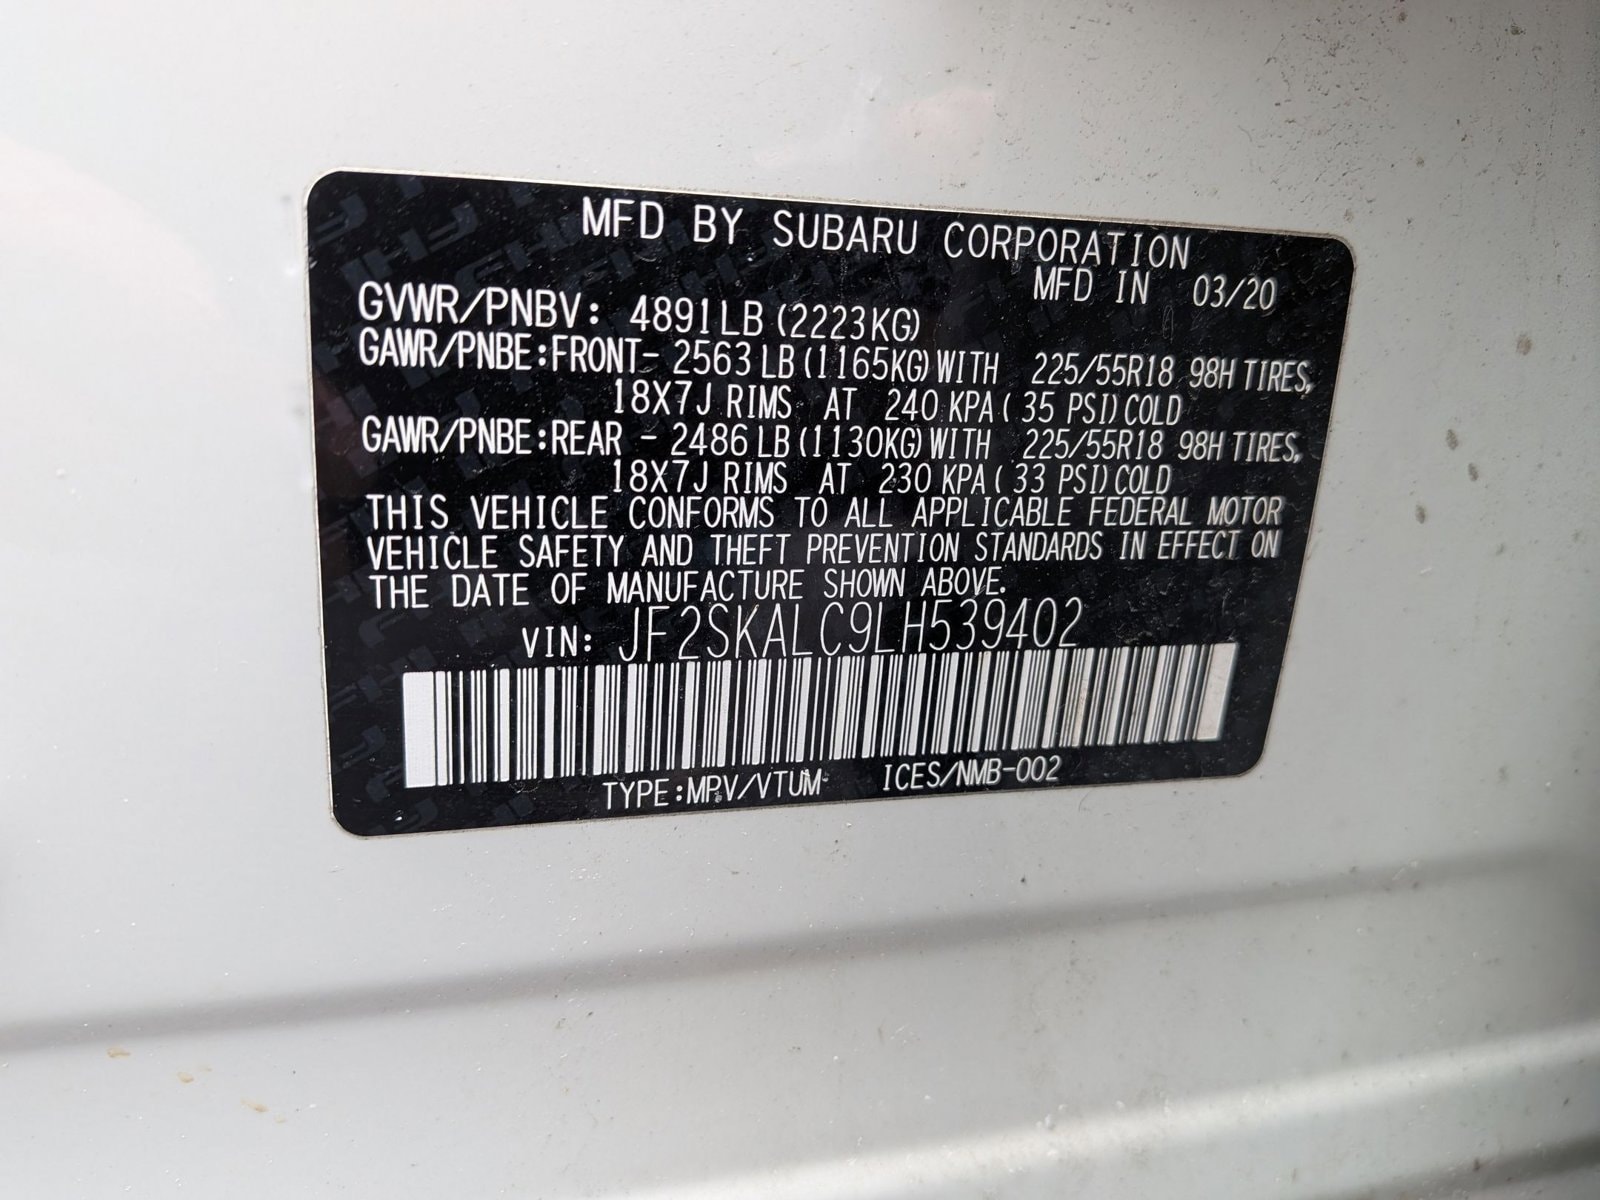 MFD BY SUBARU CORPORATION
MFD IN 03/20
GVWR/PNBV: 4891LB (2223KG)
GAWR/PNBE:FRONT- 2563LB (1165KG) WITH 225/55R18 98H TIRES,
18X7J RIMS AT 240 KPA( 35 PSI) COLD
GAWR/PNBE:REAR - 2486LB (1130KG) WITH 225/55R18 98H TIRES,
18X7J RIMS AT 230 KPA( 33 PSI) COLD
THIS VEHICLE CONFORMS TO ALL APPLICABLE FEDERAL MOTOR
VEHICLE SAFETY AND THEFT PREVENTION STANDARDS IN EFFECT ON
THE DATE OF MANUFACTURE SHOWN ABOVE.
VIN: JF2SKALC9LH539402
TYPE:MPV/VTUM ICES/NMB-002